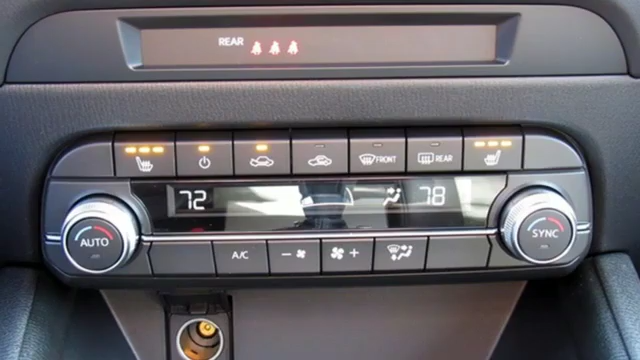 REAR
FRONT
REAR
72
78
AUTO
SYNC
A/C
- +